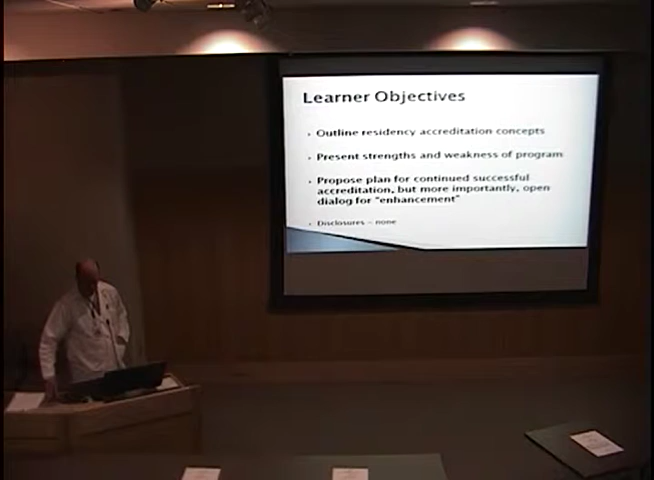 Learner Objectives
Outline residency accreditation concepts
Present strengths and weakness of program
Propose plan for continued successful
accreditation, but more importantly, open
dialog for "enhancement"
Disclosures – none